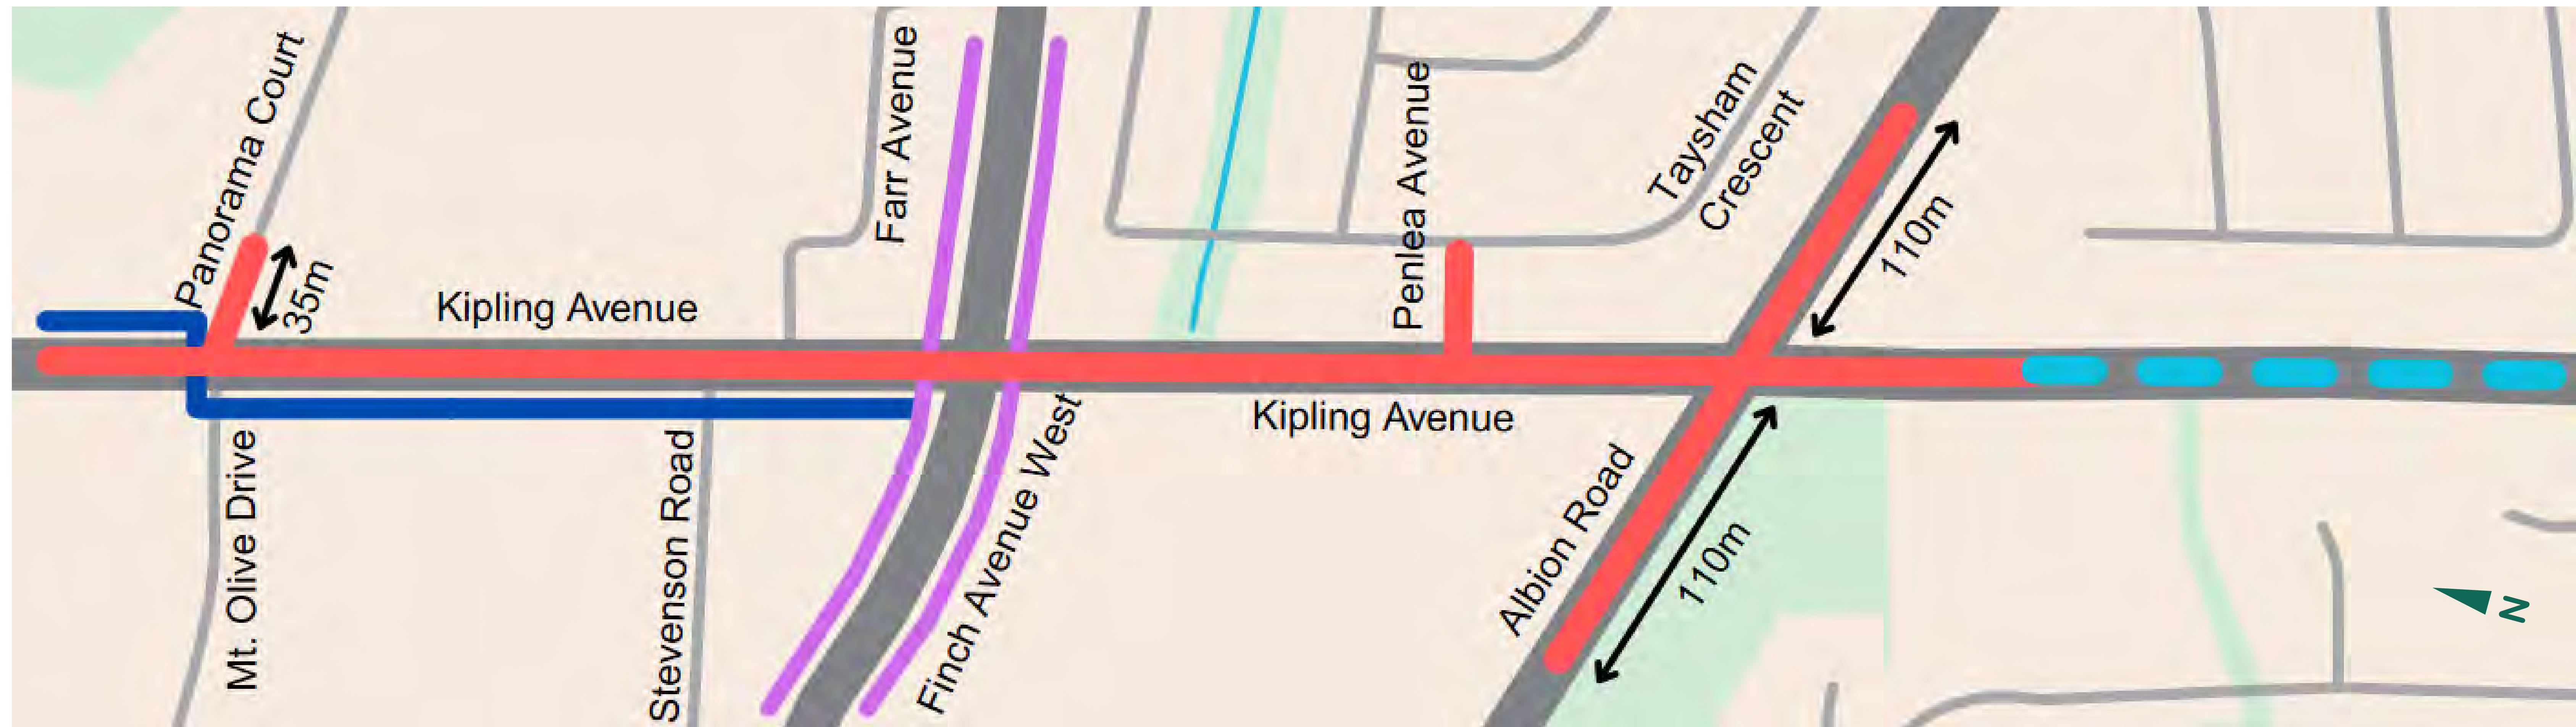 Panorama Court
35m
Kipling Avenue
Farr Avenue
Penlea Avenue
Taysham
Crescent
110m
Kipling Avenue
Mt. Olive Drive
Stevenson Road
Finch Avenue West
Albion Road
110m
N